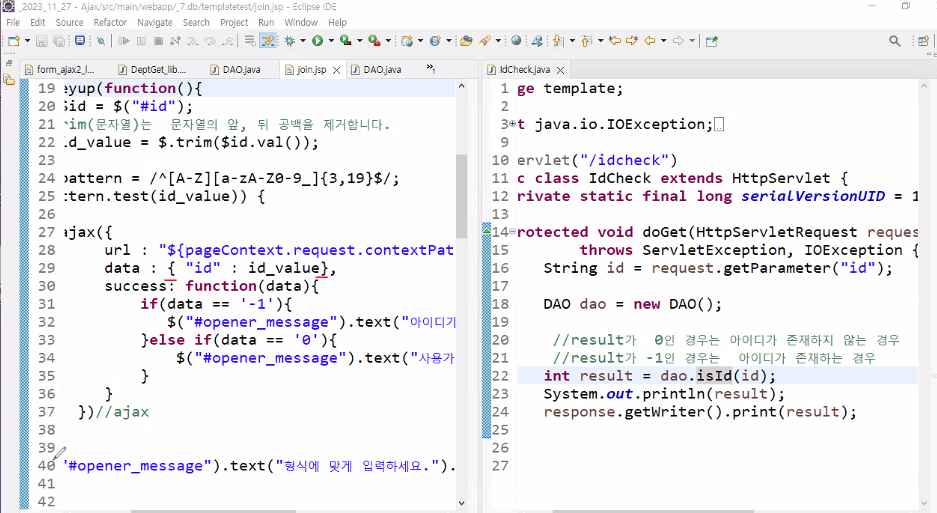 _2023_11_27 - Ajax/src/main/webapp/_7.db/templatetest/join.jsp - Eclipse IDE
File Edit Source Refactor Navigate Search Project Run Window Help
form_ajax2_l... DeptGet_lib.... DAO.java join.jsp DAO.java »1
19 eyup(function(){
20 $id = $("#id");
21 rim(문자열)는 문자열의 앞, 뒤 공백을 제거합니다.
22 id_value = $.trim($id.val());
23
24 pattern = /^[A-Z][a-zA-Z0-9_]{3,19}$/;
25 ttern.test(id_value)) {
26
27 ajax({
28 url : "${pageContext.request.contextPat
29 data : { "id" : id_value},
30 success: function(data){
31 if(data == '-1'){
32 $("#opener_message").text("아이디가
33 }else if(data == '0'){
34 $("#opener_message").text("사용가
35 }
36 }
37 })//ajax
38
39
40 "#opener_message").text("형식에 맞게 입력하세요.").
41
42
IdCheck.java
1 ge template;
2
3 t java.io.IOException;
9
10 ervlet("/idcheck")
11 c class IdCheck extends HttpServlet {
12 rivate static final long serialVersionUID = 1
13
14 rotected void doGet(HttpServletRequest reques
15 throws ServletException, IOException {
16 String id = request.getParameter("id");
17
18 DAO dao = new DAO();
19
20 //result가 0인 경우는 아이디가 존재하지 않는 경우
21 //result가 -1인 경우는 아이디가 존재하는 경우
22 int result = dao.isId(id);
23 System.out.println(result);
24 response.getWriter().print(result);
25
26
27